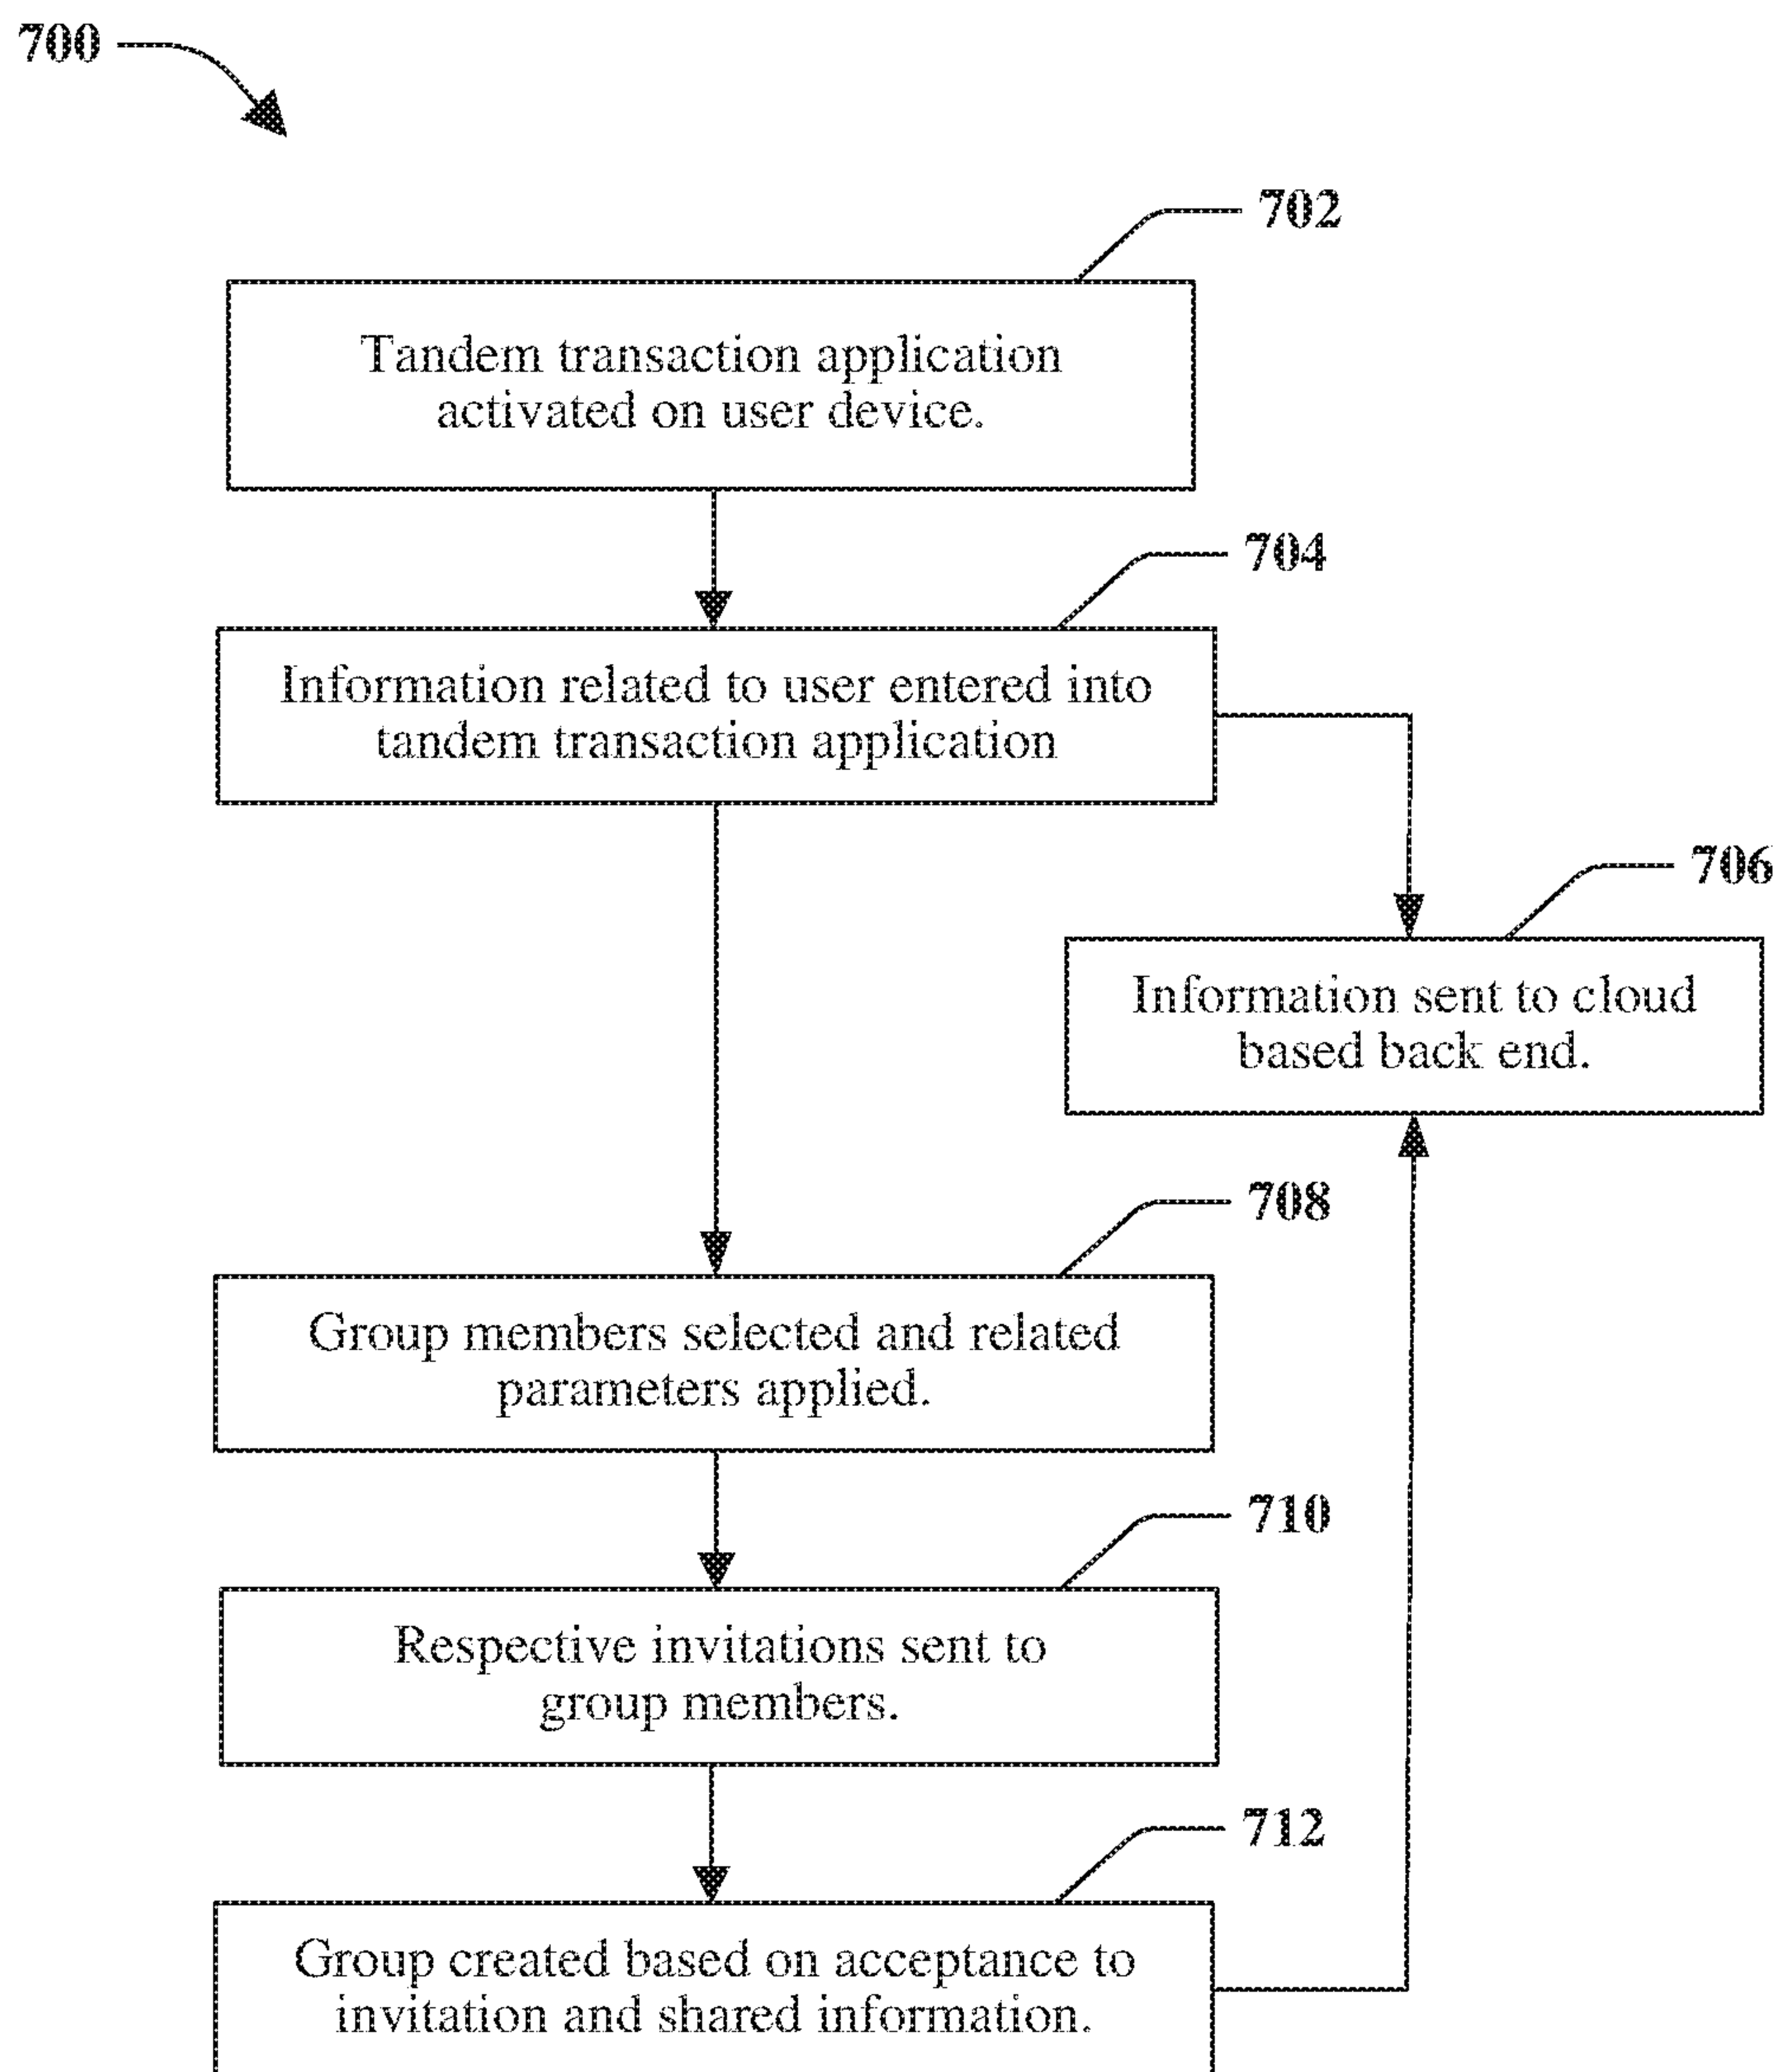 700
702
Tandem transaction application
activated on user device.
704
Information related to user entered into
tandem transaction application
706
Information sent to cloud
based back end.
708
Group members selected and related
parameters applied.
710
Respective invitations sent to
group members.
712
Group created based on acceptance to
invitation and shared information.